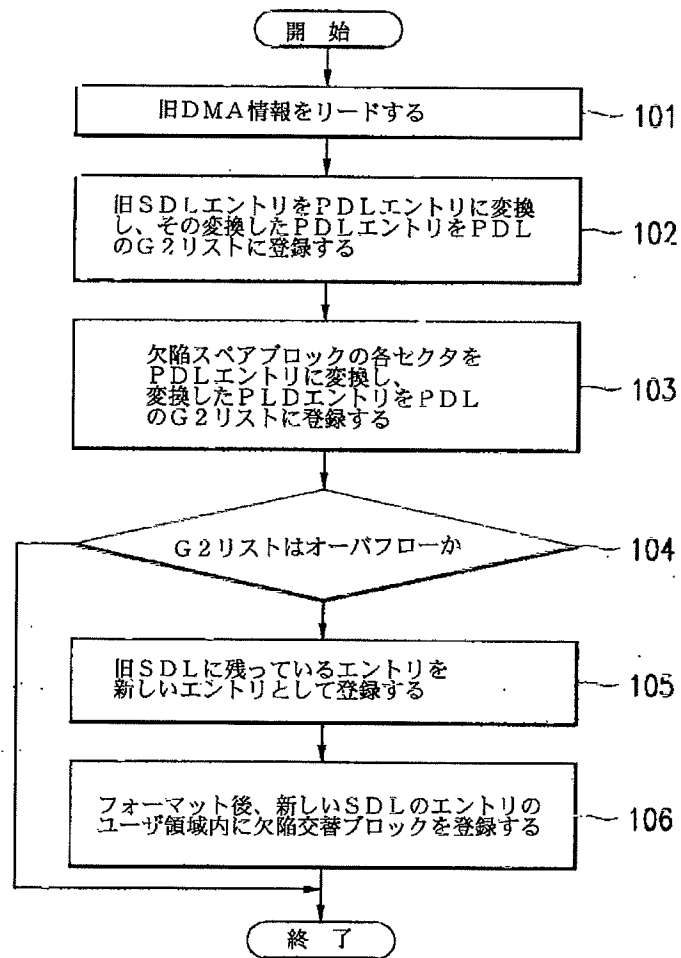 開 始
旧DMA情報をリードする
101
旧SDLエントリをPDLエントリに変換
し、その変換したPDLエントリをPDL
のG2リストに登録する
102
欠陥スペアブロックの各セクタを
PDLエントリに変換し、
変換したPLDエントリをPDL
のG2リストに登録する
103
G2リストはオーバフローか
104
旧SDLに残っているエントリを
新しいエントリとして登録する
105
フォーマット後、新しいSDLのエントリの
ユーザ領域内に欠陥交替ブロックを登録する
106
終 了